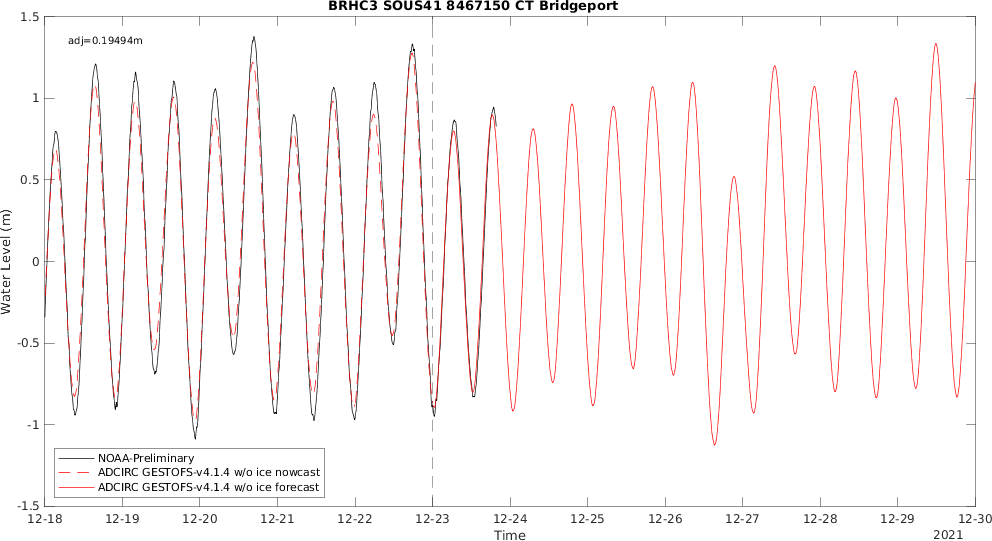 BRHC3 SOUS41 8467150 CT Bridgeport
1.5
adj=0.19494m
1
0.5
0
-0.5
-1
-1.5
Water Level (m)
NOAA-Preliminary
ADCIRC GESTOFS-v4.1.4 w/o ice nowcast
ADCIRC GESTOFS-v4.1.4 w/o ice forecast
12-18 12-19 12-20 12-21 12-22 12-23 12-24 12-25 12-26 12-27 12-28 12-29 12-30
Time
2021